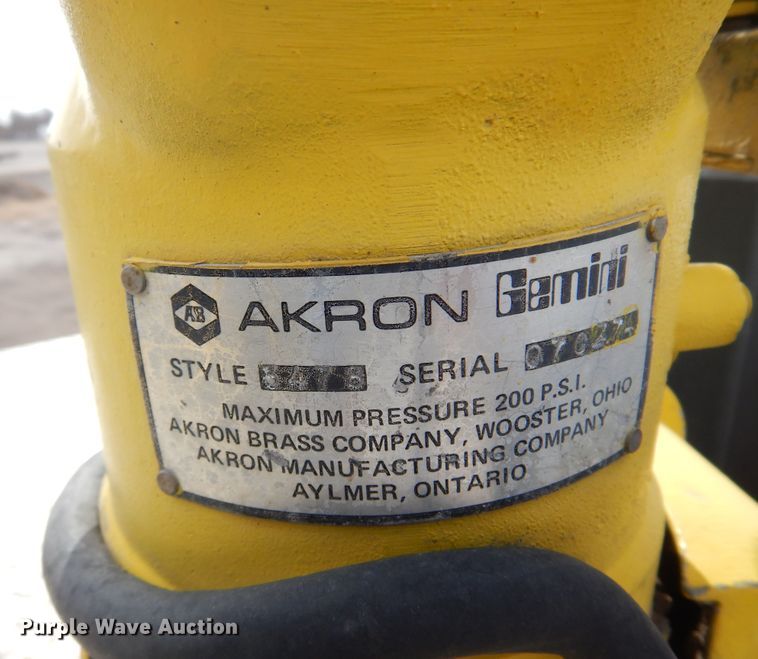 AB AKRON Gemini
STYLE SERIAL
MAXIMUM PRESSURE 200 P.S.I.
AKRON BRASS COMPANY, WOOSTER, OHIO
AKRON MANUFACTURING COMPANY
AYLMER, ONTARIO
Purple Wave Auction